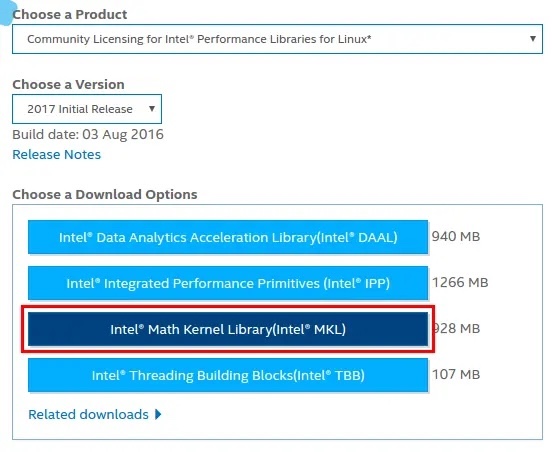 Choose a Product
Community Licensing for Intel® Performance Libraries for Linux*
Choose a Version
2017 Initial Release
Build date: 03 Aug 2016
Release Notes
Choose a Download Options
Intel® Data Analytics Acceleration Library(Intel® DAAL) 940 MB
Intel® Integrated Performance Primitives (Intel® IPP) 1266 MB
Intel® Math Kernel Library(Intel® MKL) 928 MB
Intel® Threading Building Blocks(Intel® TBB) 107 MB
Related downloads